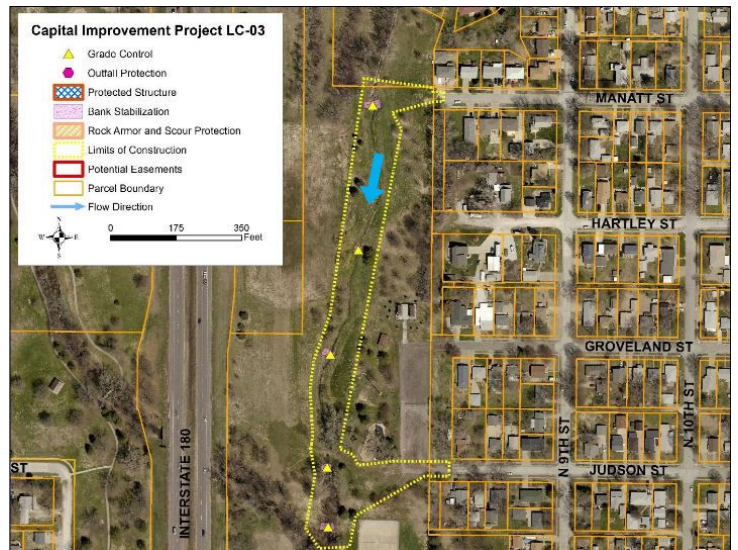 Capital Improvement Project LC-03
Grade Control
Outfall Protection
Protected Structure
Bank Stabilization
Rock Armor and Scour Protection
Limits of Construction
Potential Easements
Parcel Boundary
Flow Direction
N
W E
S
0 175 350
Feet
MANATT ST
HARTLEY ST
GROVELAND ST
JUDSON ST
N 9TH ST
N 10TH ST
INTERSTATE 180
ST